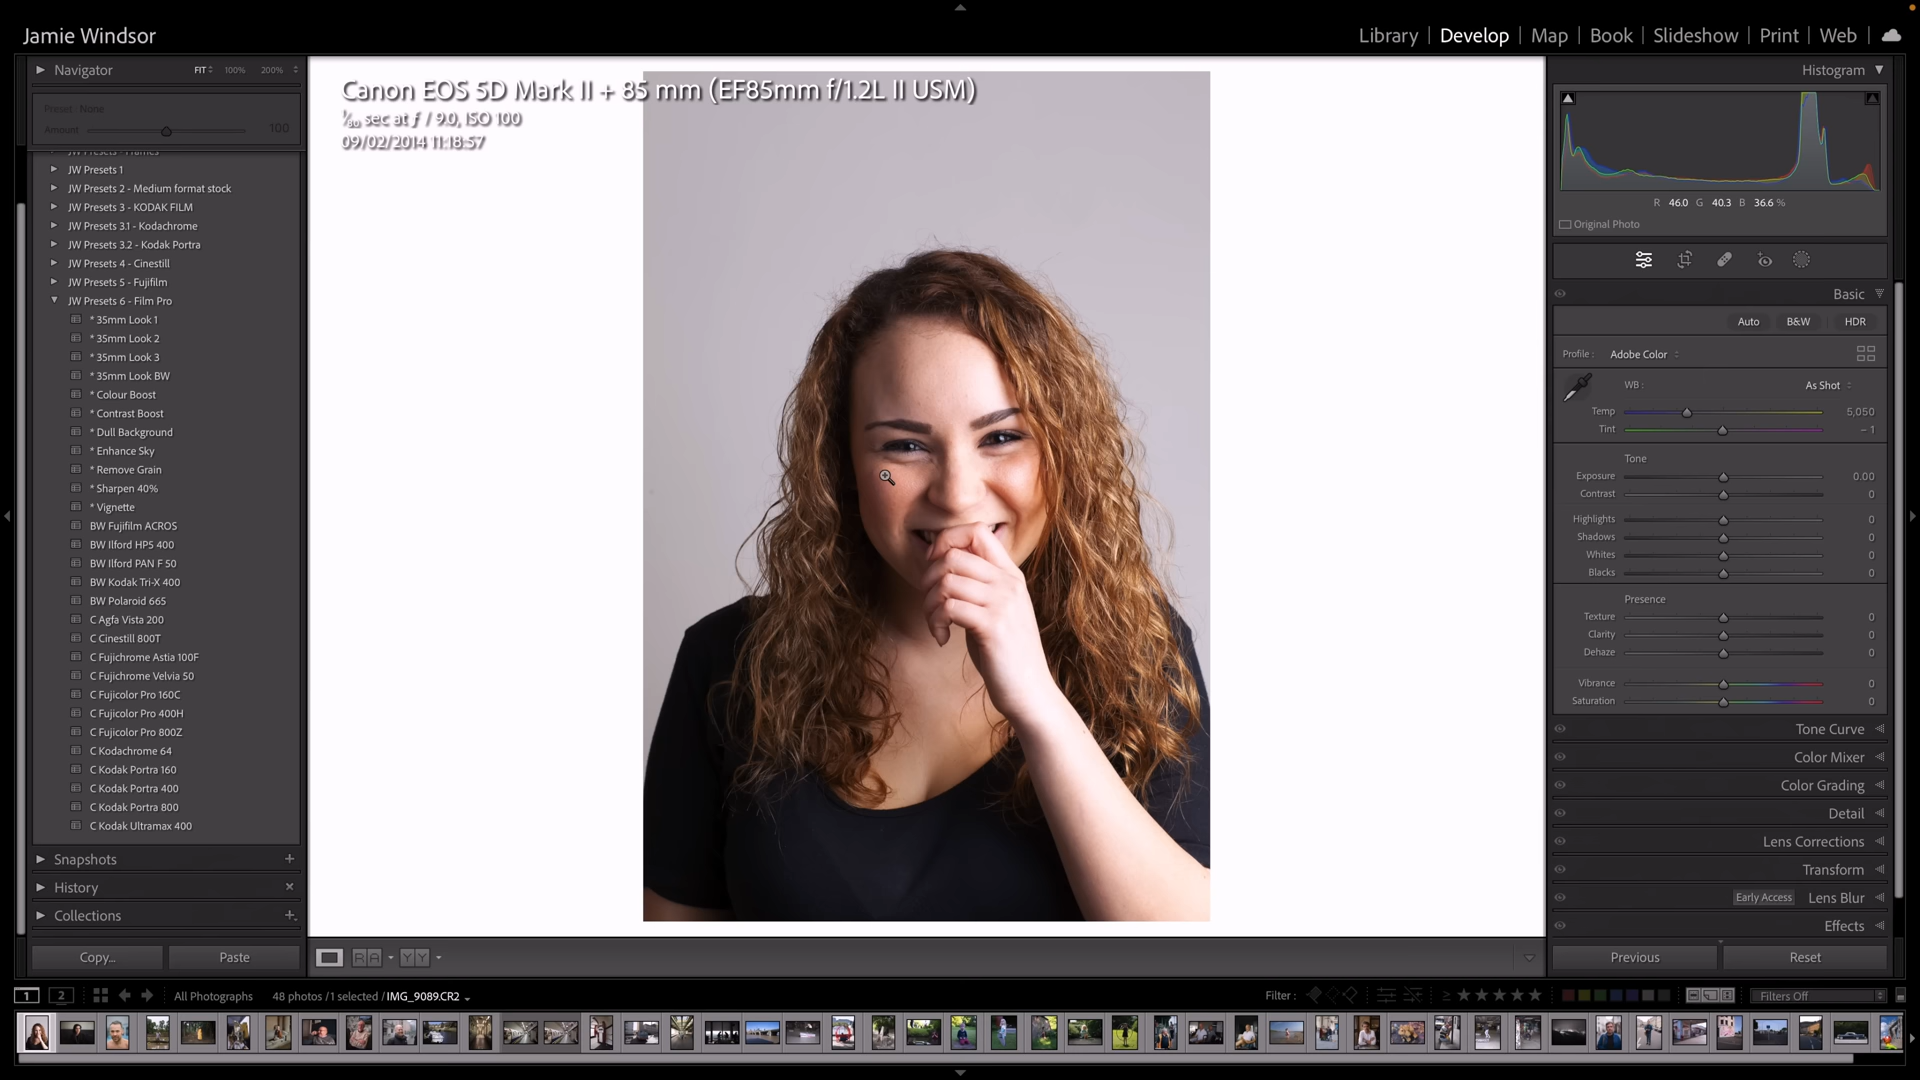 Jamie Windsor
Library | Develop | Map | Book | Slideshow | Print | Web
Navigator FIT 100% 200%
Preset: None
Amount 100
JW Presets - Frames
JW Presets 1
JW Presets 2 - Medium format stock
JW Presets 3 - KODAK FILM
JW Presets 3.1 - Kodachrome
JW Presets 3.2 - Kodak Portra
JW Presets 4 - Cinestill
JW Presets 5 - Fujifilm
JW Presets 6 - Film Pro
* 35mm Look 1
* 35mm Look 2
* 35mm Look 3
* 35mm Look BW
* Colour Boost
* Contrast Boost
* Dull Background
* Enhance Sky
* Remove Grain
* Sharpen 40%
* Vignette
BW Fujifilm ACROS
BW Ilford HP5 400
BW Ilford PAN F 50
BW Kodak Tri-X 400
BW Polaroid 665
C Agfa Vista 200
C Cinestill 800T
C Fujichrome Astia 100F
C Fujichrome Velvia 50
C Fujicolor Pro 160C
C Fujicolor Pro 400H
C Fujicolor Pro 800Z
C Kodachrome 64
C Kodak Portra 160
C Kodak Portra 400
C Kodak Portra 800
C Kodak Ultramax 400
Snapshots +
History ×
Collections +
Copy... Paste
Canon EOS 5D Mark II + 85 mm (EF85mm f/1.2L II USM)
1/80 sec at ƒ / 9.0, ISO 100
09/02/2014 11:18:57
Histogram
R 46.0 G 40.3 B 36.6 %
Original Photo
Basic
Auto B&W HDR
Profile : Adobe Color
WB : As Shot
Temp 5,050
Tint – 1
Tone
Exposure 0.00
Contrast 0
Highlights 0
Shadows 0
Whites 0
Blacks 0
Presence
Texture 0
Clarity 0
Dehaze 0
Vibrance 0
Saturation 0
Tone Curve
Color Mixer
Color Grading
Detail
Lens Corrections
Transform
Early Access Lens Blur
Effects
Previous Reset
R A Y Y
1 2 All Photographs 48 photos /1 selected / IMG_9089.CR2 Filter : ≥ ★★★★★ Filters Off